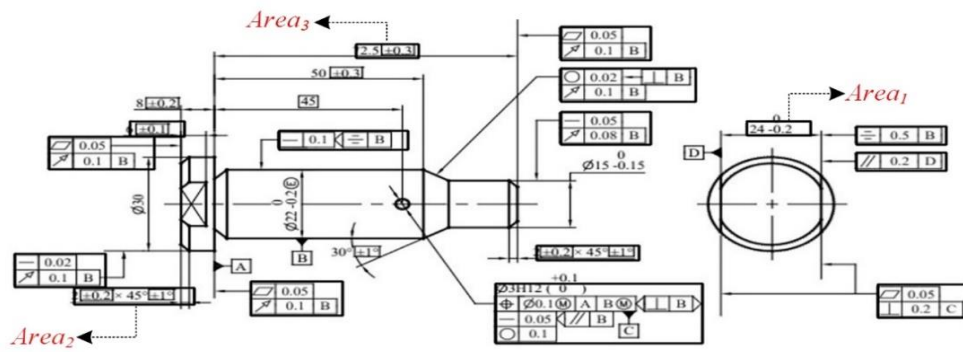 Area3
2.5 ±0.3
50 ±0.3
8 ±0.2
45
6 ±0.1
0.05
0.1 B
0.05
0.1 B
0.02 ⊥ B
0.1 B
0.1 B
0.05
0.08 B
0
Ø15 -0.15
Area1
0
24 -0.2
0.5 B
// 0.2 D
D
Ø30
0
Ø22 -0.2 Ⓔ
B
30° ±1°
A
0.02
0.1 B
±0.2 × 45° ±1°
0.05
0.1 B
±0.2 × 45° ±1°
+0.1
Ø3H12 ( 0 )
⌖ Ø0.1 Ⓜ A B Ⓜ ⊥ B
0.05 // B
0.1
C
0.05
⊥ 0.2 C
Area2